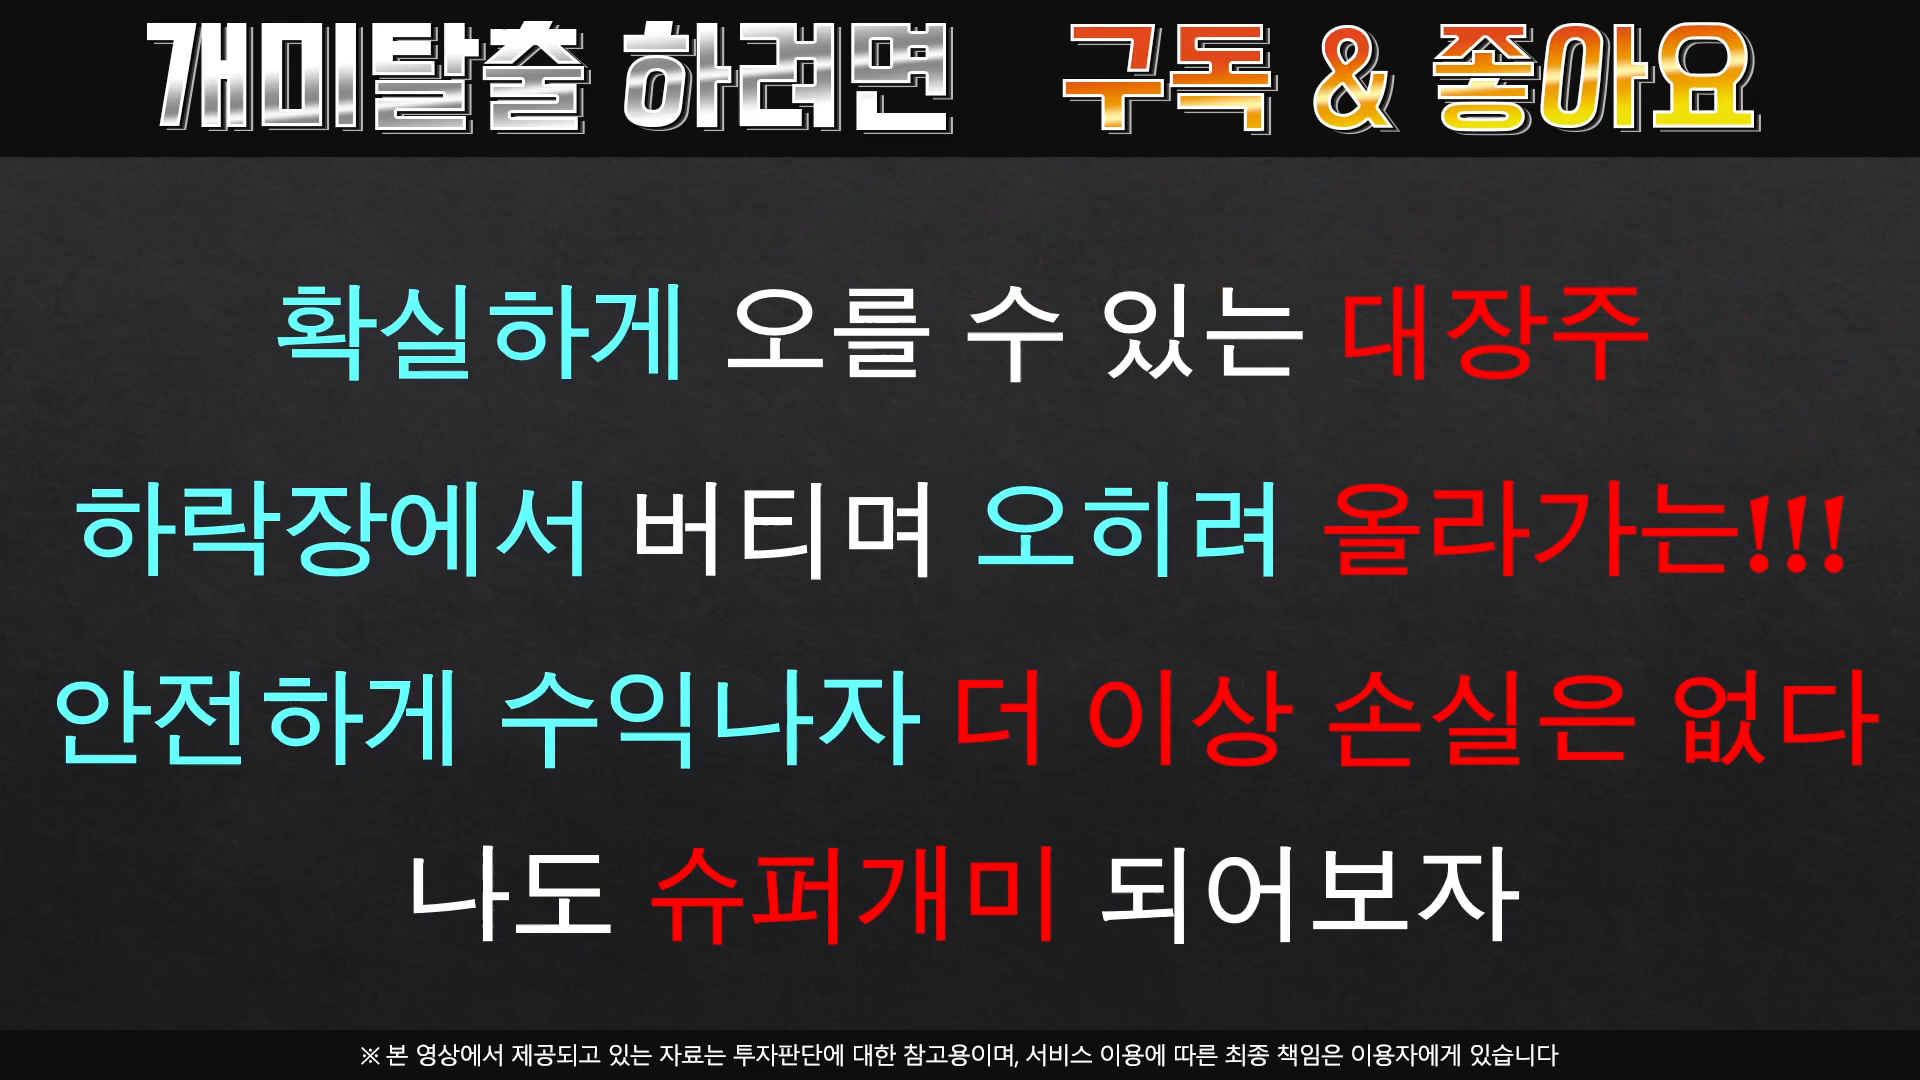 개미탈출 하려면 구독 & 좋아요
확실하게 오를 수 있는 대장주
하락장에서 버티며 오히려 올라가는!!!
안전하게 수익나자 더 이상 손실은 없다
나도 슈퍼개미 되어보자
※ 본 영상에서 제공되고 있는 자료는 투자판단에 대한 참고용이며, 서비스 이용에 따른 최종 책임은 이용자에게 있습니다